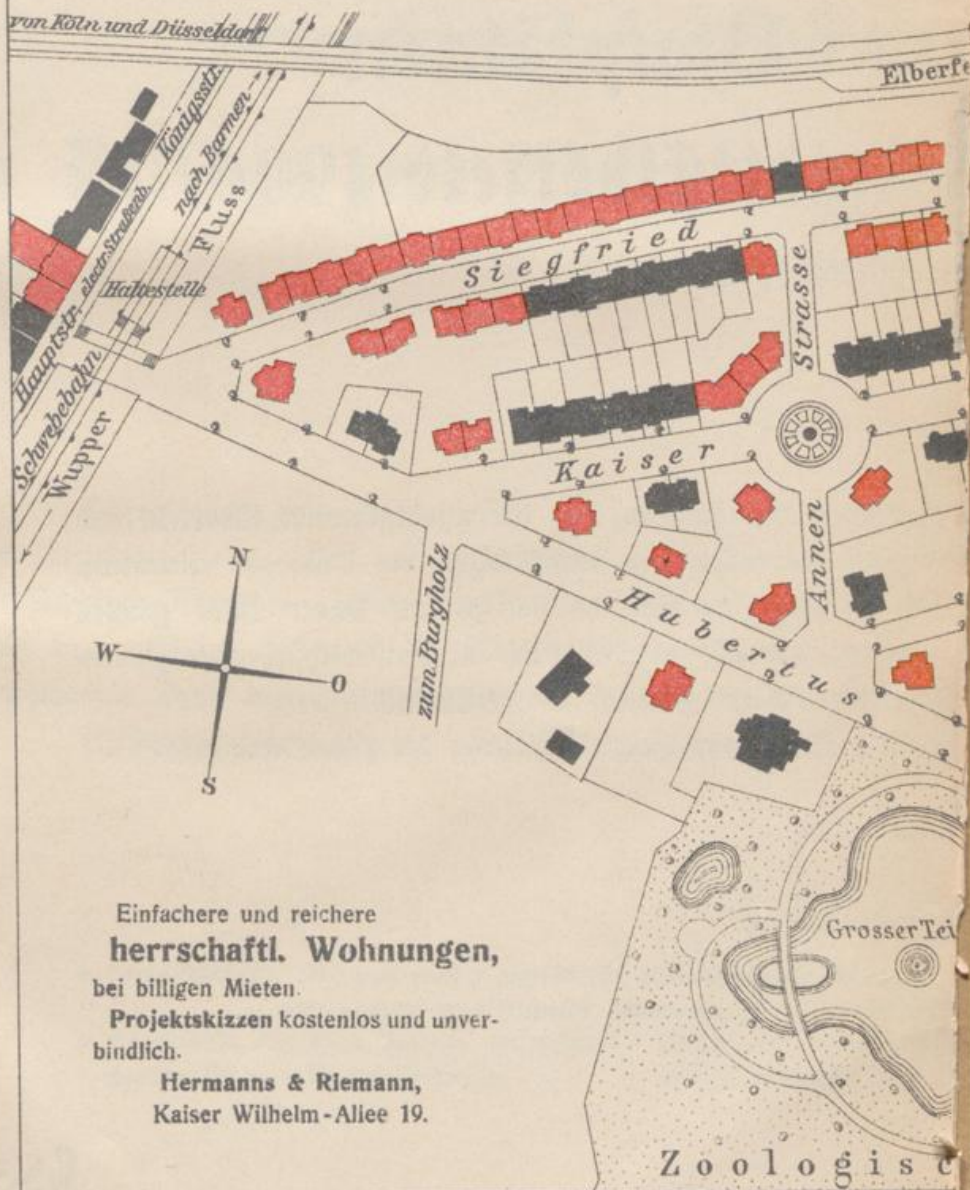 von Köln und Düsseldorf
Elberfe
Königsstr.
nach Barmen
Fluss
electr. Straßenb.
Haltestelle
Hauptstr.
Schwebebahn
Wupper
Siegfried
Strasse
Kaiser
Annen
Hubertus
zum Burgholz
N
W
O
S
Grosser Tei
Einfachere und reichere
herrschaftl. Wohnungen,
bei billigen Mieten.
Projektskizzen kostenlos und unver-
bindlich.
Hermanns & Riemann,
Kaiser Wilhelm-Allee 19.
Zoologisc